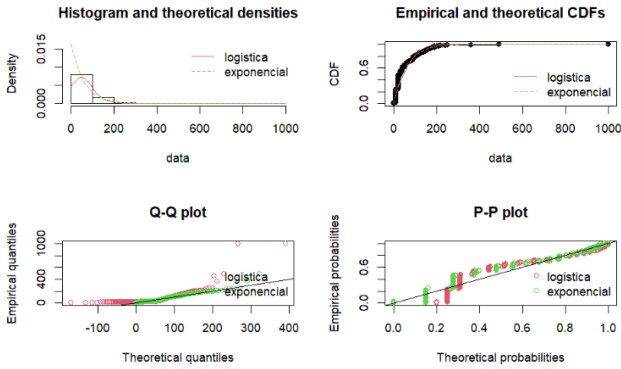 Histogram and theoretical densities
Density
0.000
0.015
logistica
exponencial
0 200 400 600 800 1000
data
Empirical and theoretical CDFs
CDF
0.0
0.6
logistica
exponencial
0 200 400 600 800 1000
data
Q-Q plot
Empirical quantiles
0
400
1000
logistica
exponencial
-100 0 100 200 300 400
Theoretical quantiles
P-P plot
Empirical probabilities
0.0
0.6
logistica
exponencial
0.0 0.2 0.4 0.6 0.8 1.0
Theoretical probabilities